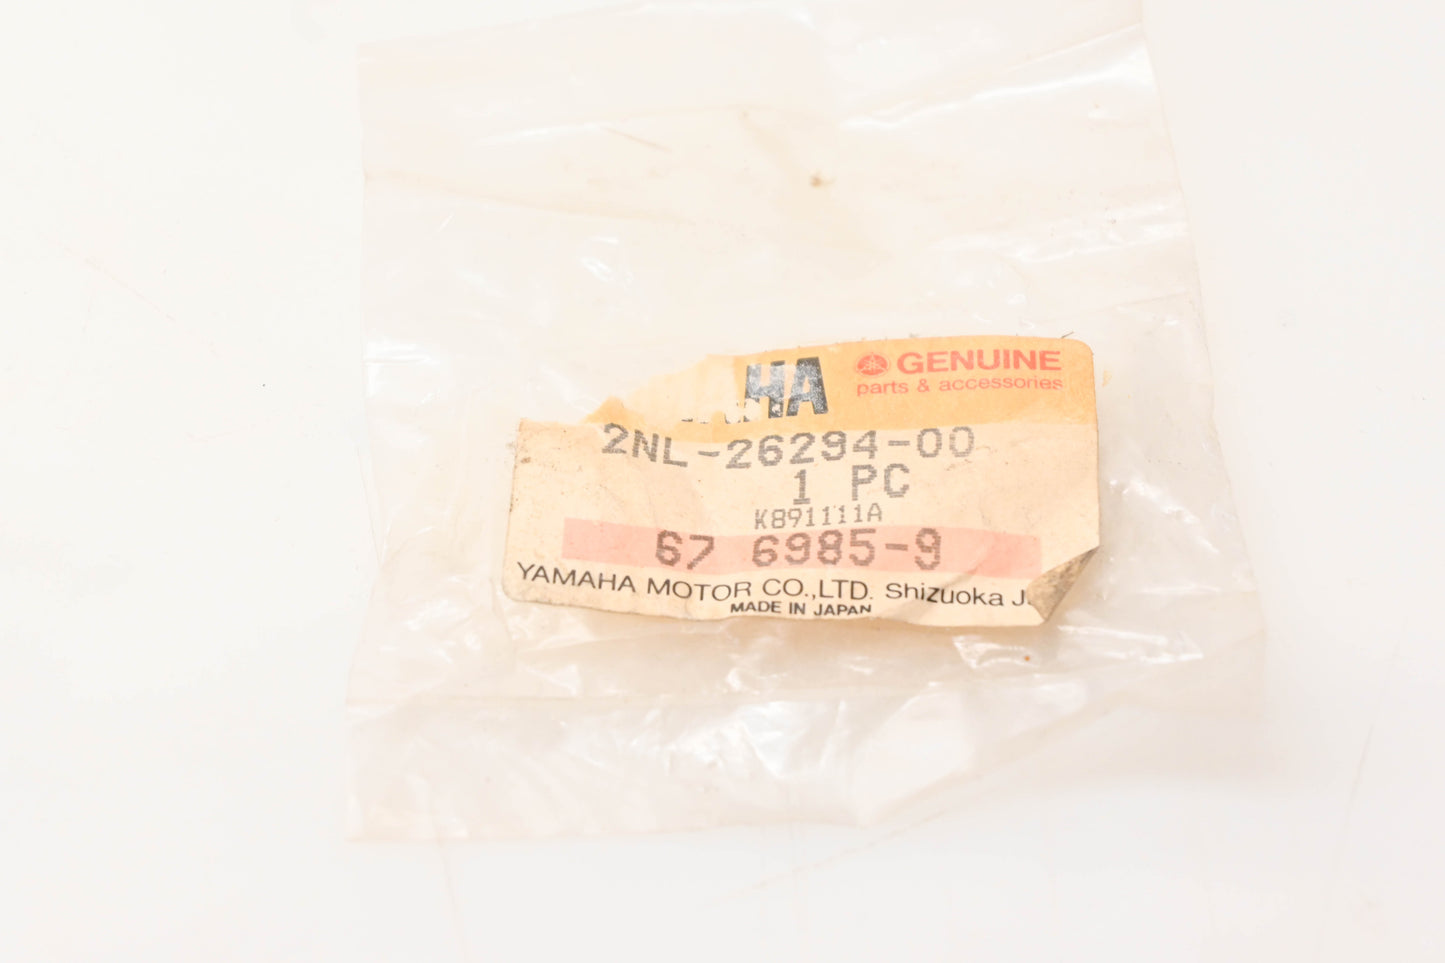 HA GENUINE
parts & accessories
2NL-26294-00
1 PC
K891111A
67 6985-9
YAMAHA MOTOR CO.,LTD. Shizuoka J
MADE IN JAPAN